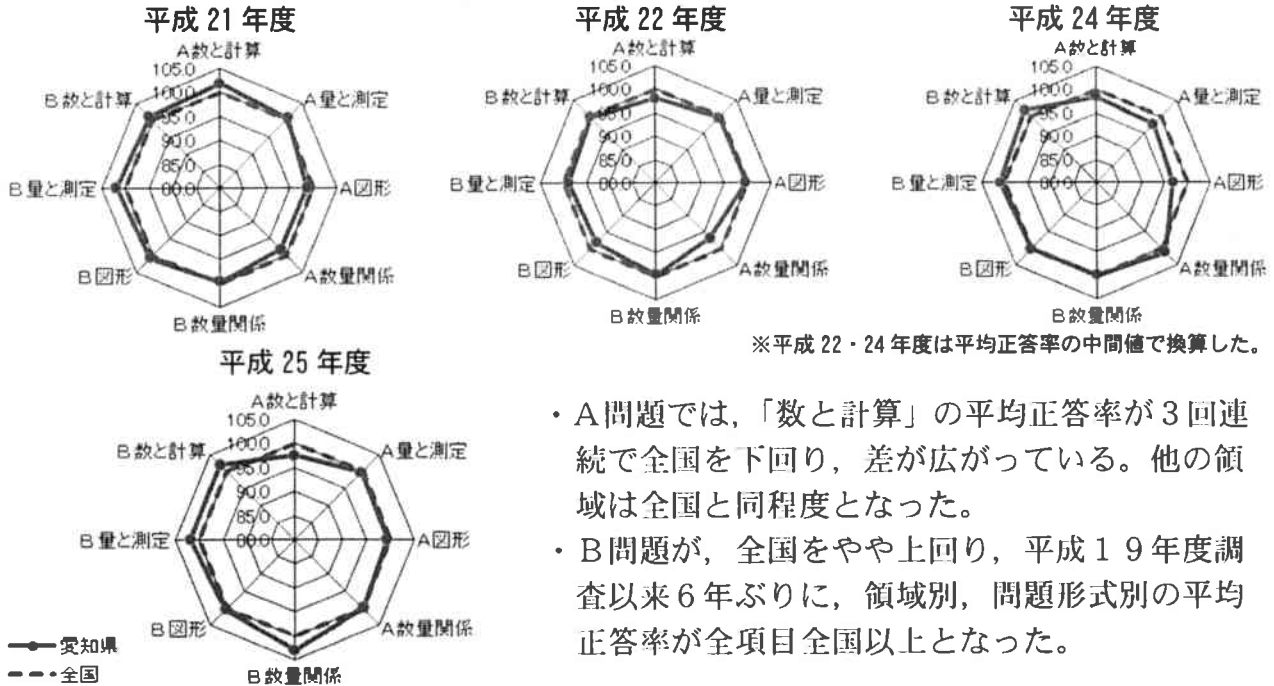 平成 21 年度
A数と計算
105.0
100.0
95.0
90.0
85.0
80.0
A量と測定
A図形
A数量関係
B数量関係
B図形
B量と測定
B数と計算
平成 22 年度
A数と計算
105.0
100.0
95.0
90.0
85.0
80.0
A量と測定
A図形
A数量関係
B数量関係
B図形
B量と測定
B数と計算
平成 24 年度
A数と計算
105.0
100.0
95.0
90.0
85.0
80.0
A量と測定
A図形
A数量関係
B数量関係
B図形
B量と測定
B数と計算
※平成 22・24 年度は平均正答率の中間値で換算した。
平成 25 年度
A数と計算
105.0
100.0
95.0
90.0
85.0
80.0
A量と測定
A図形
A数量関係
B数量関係
B図形
B量と測定
B数と計算
愛知県
全国
・A問題では，「数と計算」の平均正答率が３回連
続で全国を下回り，差が広がっている。他の領
域は全国と同程度となった。
・B問題が，全国をやや上回り，平成１９年度調
査以来６年ぶりに，領域別，問題形式別の平均
正答率が全項目全国以上となった。